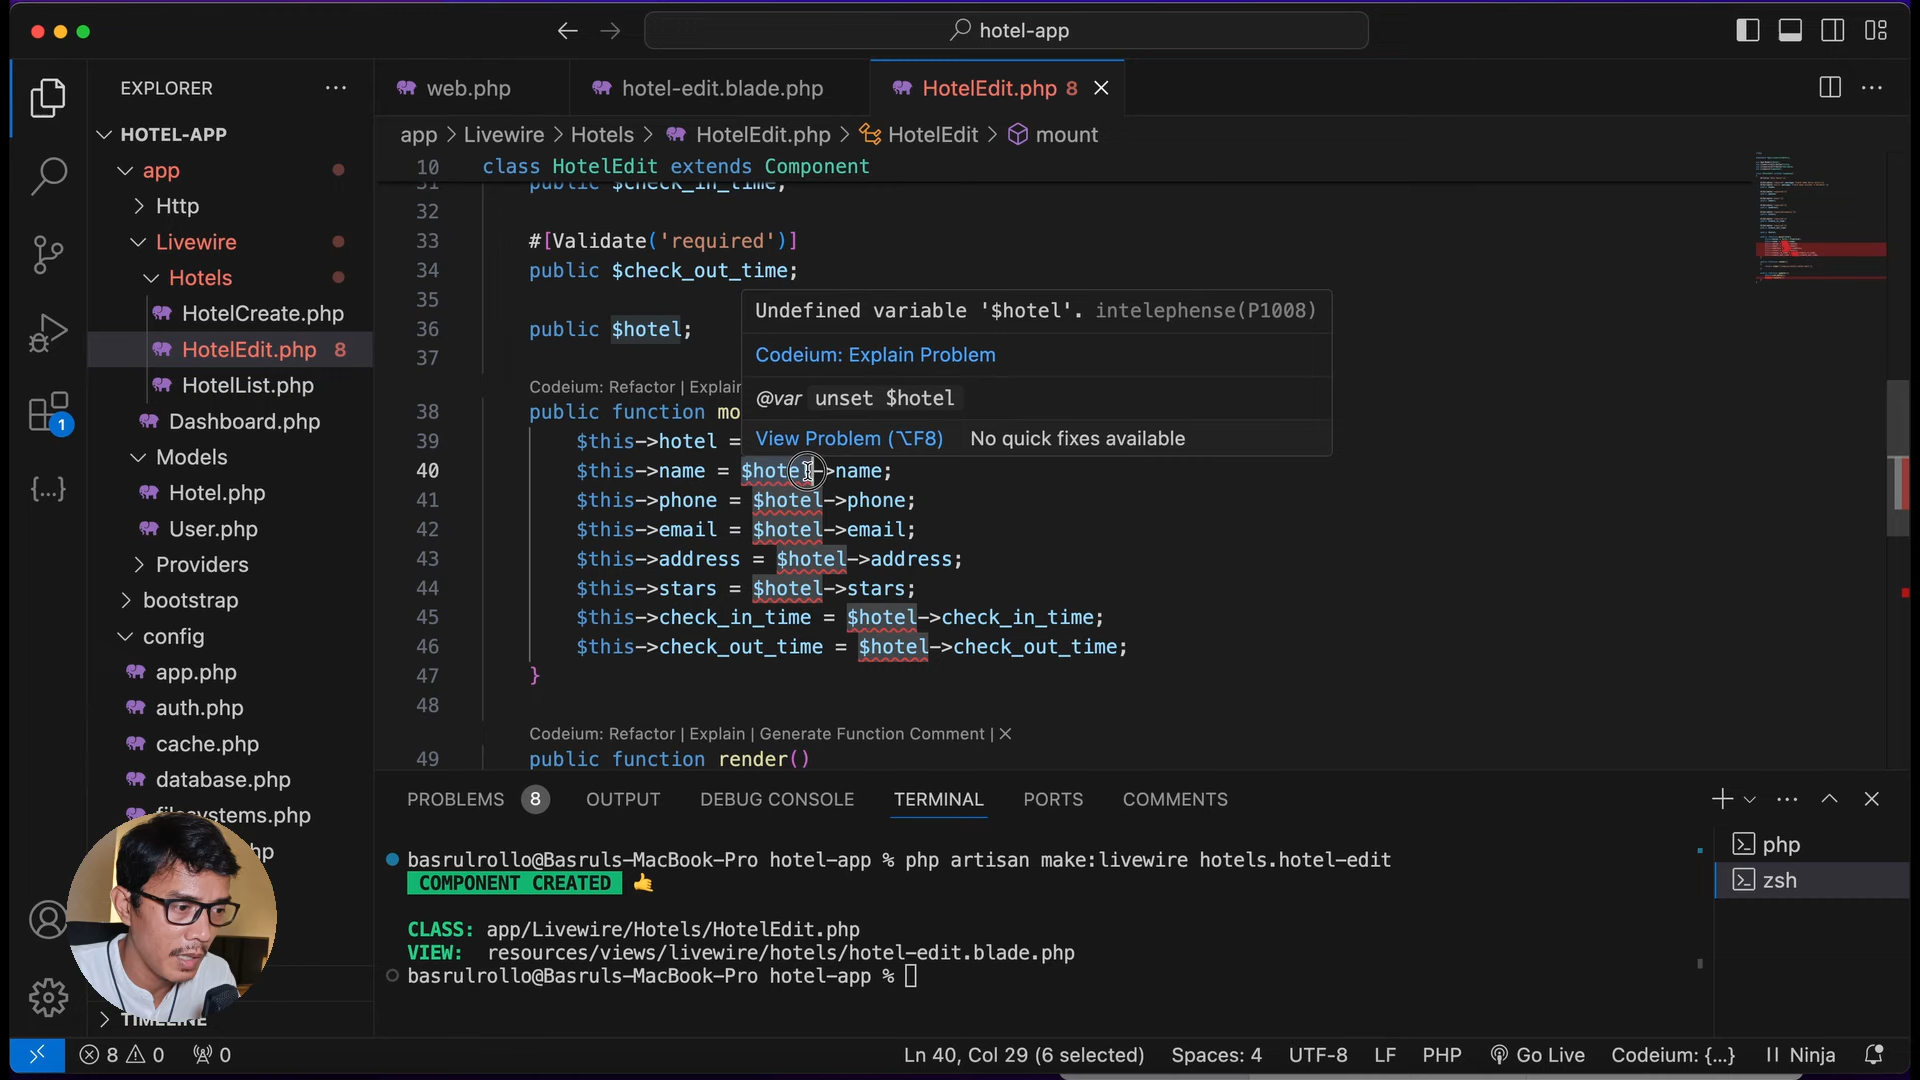 hotel-app
EXPLORER
HOTEL-APP
app
Http
Livewire
Hotels
HotelCreate.php
HotelEdit.php 8
HotelList.php
Dashboard.php
Models
Hotel.php
User.php
Providers
bootstrap
config
app.php
auth.php
cache.php
database.php
TIMELINE
1
web.php
hotel-edit.blade.php
HotelEdit.php 8
app > Livewire > Hotels > HotelEdit.php > HotelEdit > mount
10 class HotelEdit extends Component
31 public $check_in_time;
32
33 #[Validate('required')]
34 public $check_out_time;
35
36 public $hotel;
37
Codeium: Refactor | Explain
38 public function mo
39 $this->hotel =
40 $this->name = $hotel->name;
41 $this->phone = $hotel->phone;
42 $this->email = $hotel->email;
43 $this->address = $hotel->address;
44 $this->stars = $hotel->stars;
45 $this->check_in_time = $hotel->check_in_time;
46 $this->check_out_time = $hotel->check_out_time;
47 }
48
Codeium: Refactor | Explain | Generate Function Comment | ✕
49 public function render()
Undefined variable '$hotel'. intelephense(P1008)
Codeium: Explain Problem
@var unset $hotel
View Problem (⌥F8) No quick fixes available
PROBLEMS 8 OUTPUT DEBUG CONSOLE TERMINAL PORTS COMMENTS
basrulrollo@Basruls-MacBook-Pro hotel-app % php artisan make:livewire hotels.hotel-edit
COMPONENT CREATED 🤙
CLASS: app/Livewire/Hotels/HotelEdit.php
VIEW: resources/views/livewire/hotels/hotel-edit.blade.php
basrulrollo@Basruls-MacBook-Pro hotel-app %
php
zsh
8 0 0
Ln 40, Col 29 (6 selected) Spaces: 4 UTF-8 LF PHP Go Live Codeium: {...} Ninja